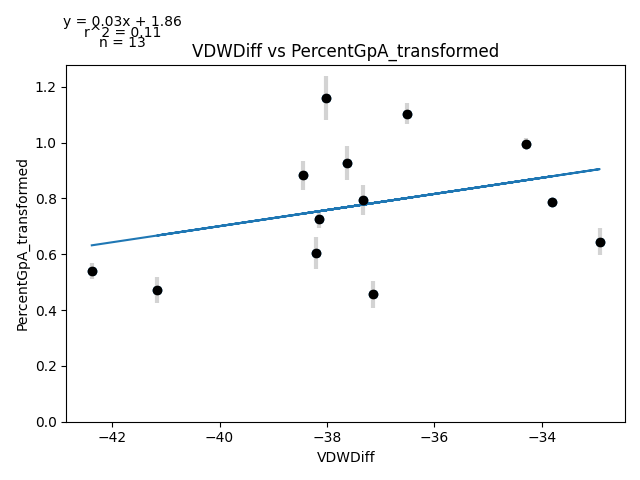 y = 0.03x + 1.86
r^2 = 0.11
n = 13
VDWDiff vs PercentGpA_transformed
PercentGpA_transformed
1.2
1.0
0.8
0.6
0.4
0.2
0.0
−42
−40
−38
−36
−34
VDWDiff